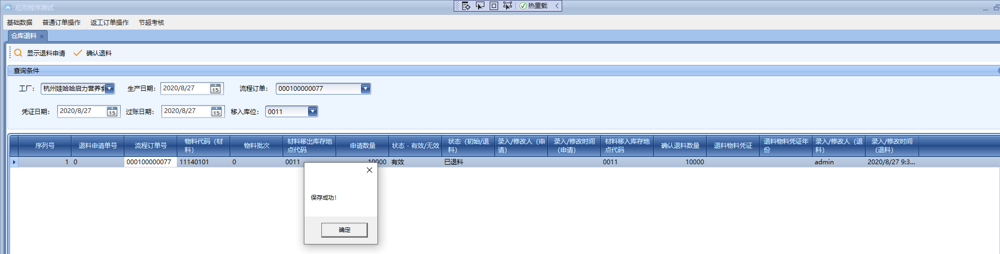 应用程序测试
热重载
基础数据 普通订单操作 返工订单操作 节超考核
仓库退料
显示退料申请 确认退料
查询条件
工厂： 杭州娃哈哈启力营养食 生产日期： 2020/8/27 15 流程订单： 000100000077
凭证日期： 2020/8/27 15 过账日期： 2020/8/27 15 移入库位： 0011
序列号 退料申请单号 流程订单号 物料代码（材料） 物料批次 材料移出库存地点代码 申请数量 状态 - 有效/无效 状态（初始/退料） 录入/修改人（申请） 录入/修改时间（申请） 材料移入库存地点代码 确认退料数量 退料物料凭证 退料物料凭证年份 录入/修改人（退料） 录入/修改时间（退料）
1 0 000100000077 11140101 0 0011 10000 有效 已退料 0011 10000 admin 2020/8/27 9:3...
保存成功！
确定